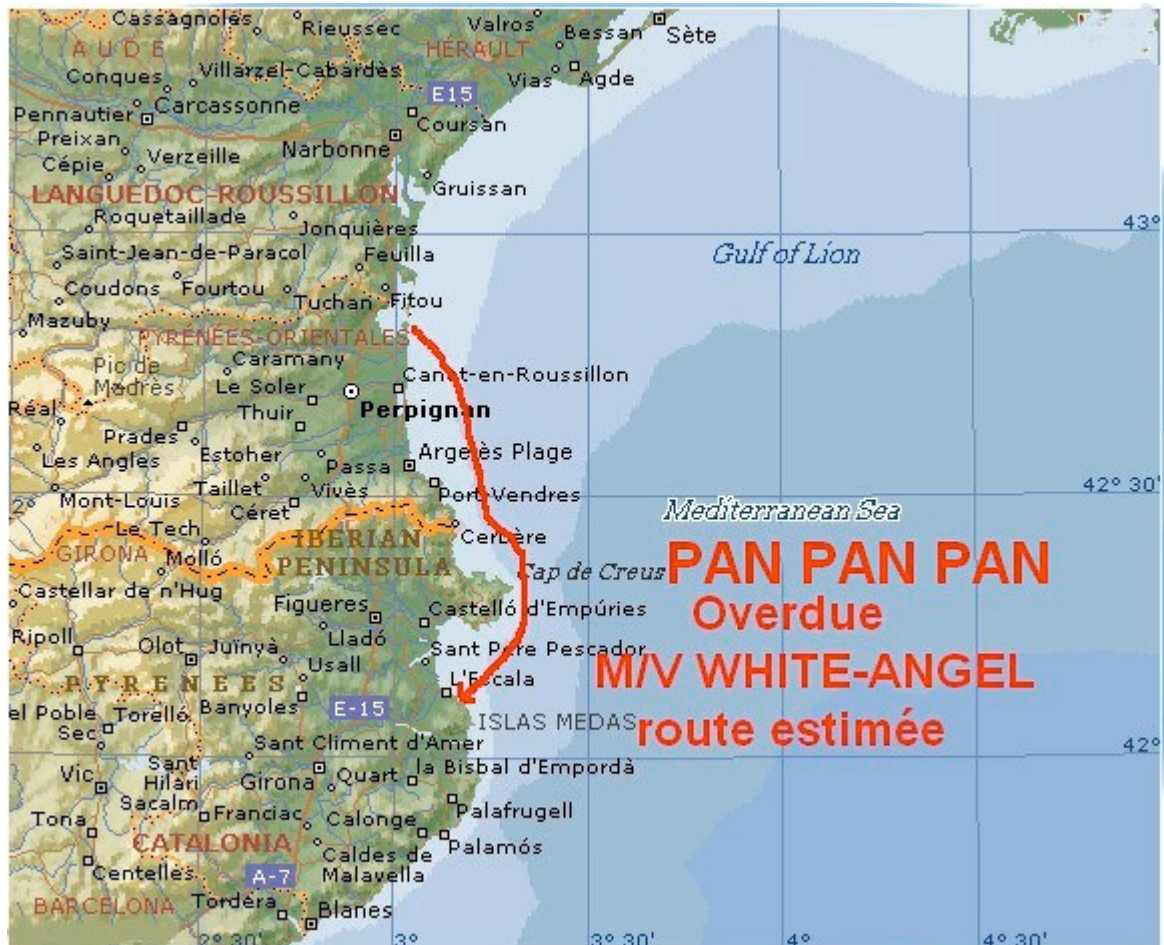 Cassagnoles
Rieussec
Valros
Bessan
Sète
AUDE
HÉRAULT
Conques
Villarzel-Cabardès
Vias
Agde
E15
Pennautier
Carcassonne
Coursan
Preixan
Narbonne
Cépie
Verzeille
Gruissan
LANGUEDOC-ROUSSILLON
Roquetaillade
Jonquières
43°
Saint-Jean-de-Paracol
Feuilla
Gulf of Lion
Coudons
Fourtou
Tuchan
Fitou
Mazuby
PYRÉNÉES-ORIENTALES
Pic de
Madrès
Caramany
Canet-en-Roussillon
Le Soler
Réal
Thuir
Perpignan
Prades
Les Angles
Estoher
Passa
Argelès Plage
Mont-Louis
Taillet
Vivès
Port-Vendres
42° 30'
2°
Céret
Mediterranean Sea
Le Tech
Cerbère
GIRONA
Molló
IBERIAN
PENINSULA
Cap de Creus
PAN PAN PAN
Castellar de n'Hug
Figueres
Castelló d'Empúries
Overdue
Ripoll
Olot
Juïnyà
Lladó
Sant Pere Pescador
Usall
M/V WHITE-ANGEL
PYRENEES
L'Escala
Banyoles
E-15
el Poble
Sec
Torelló
ISLAS MEDAS
route estimée
Sant Climent d'Amer
42°
Vic
Sant
Hilari
Sacalm
Girona
Quart
la Bisbal d'Empordà
Tona
Franciac
Calonge
Palafrugell
CATALONIA
Palamós
Centelles
Caldes de
Malavella
A-7
BARCELONA
Tordera
Blanes
2° 30'
3°
3° 30'
4°
4° 30'